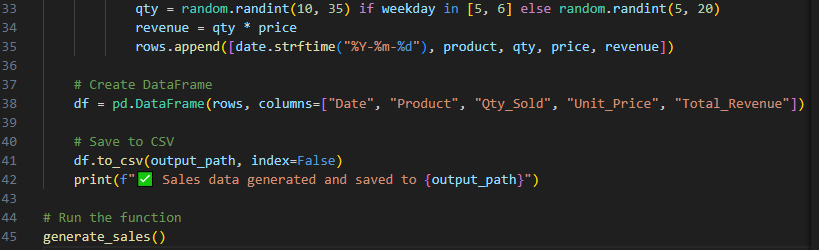 33 qty = random.randint(10, 35) if weekday in [5, 6] else random.randint(5, 20)
34 revenue = qty * price
35 rows.append([date.strftime("%Y-%m-%d"), product, qty, price, revenue])
36
37 # Create DataFrame
38 df = pd.DataFrame(rows, columns=["Date", "Product", "Qty_Sold", "Unit_Price", "Total_Revenue"])
39
40 # Save to CSV
41 df.to_csv(output_path, index=False)
42 print(f"✅ Sales data generated and saved to {output_path}")
43
44 # Run the function
45 generate_sales()